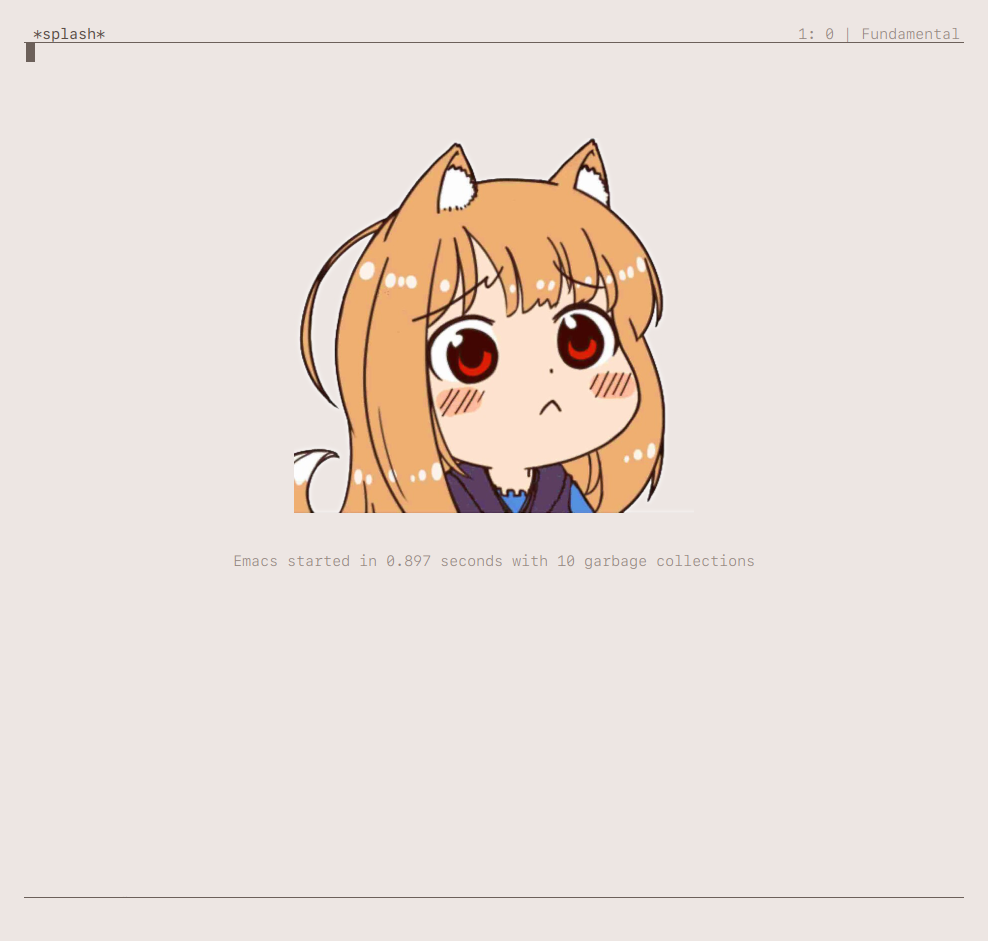 *splash*
1: 0 | Fundamental
Emacs started in 0.897 seconds with 10 garbage collections